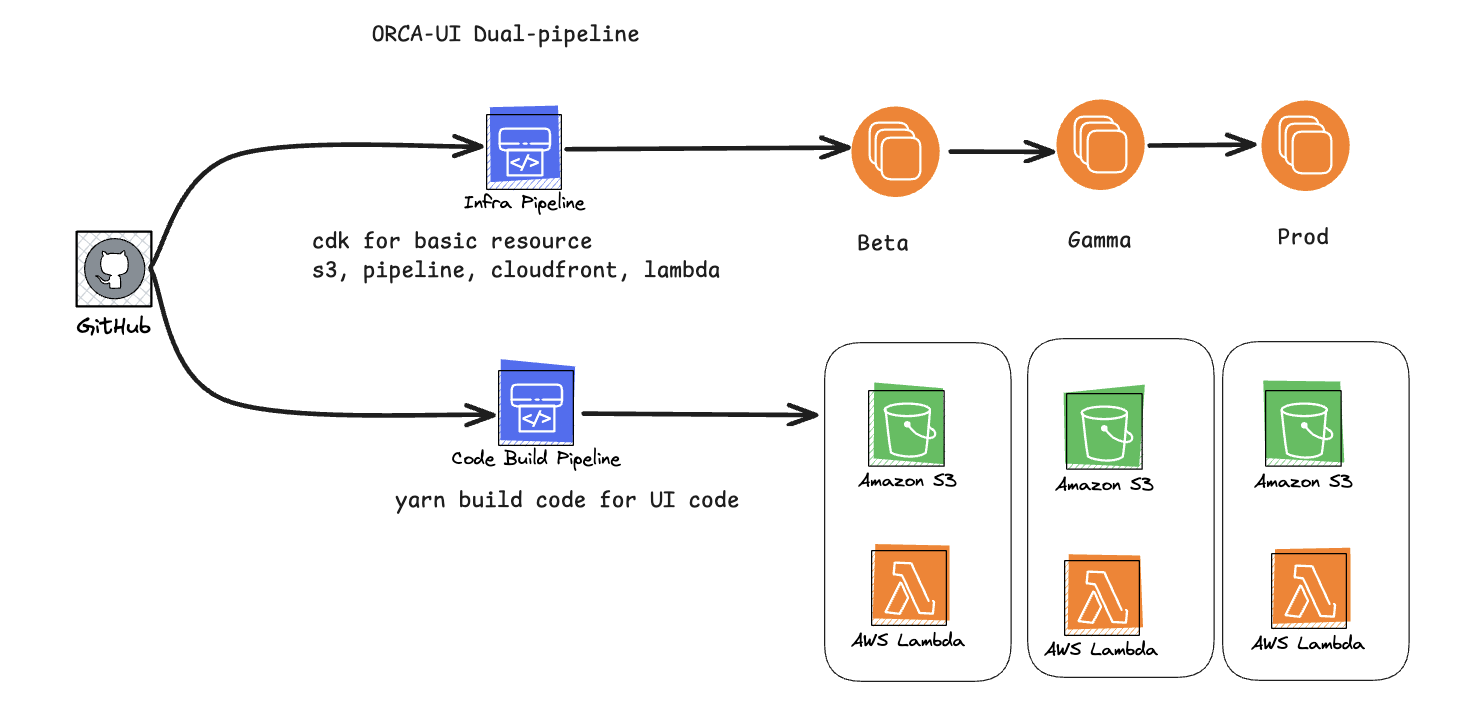 ORCA-UI Dual-pipeline
Infra Pipeline
cdk for basic resource
s3, pipeline, cloudfront, lambda
Beta
Gamma
Prod
GitHub
Code Build Pipeline
yarn build code for UI code
Amazon S3
Amazon S3
Amazon S3
AWS Lambda
AWS Lambda
AWS Lambda